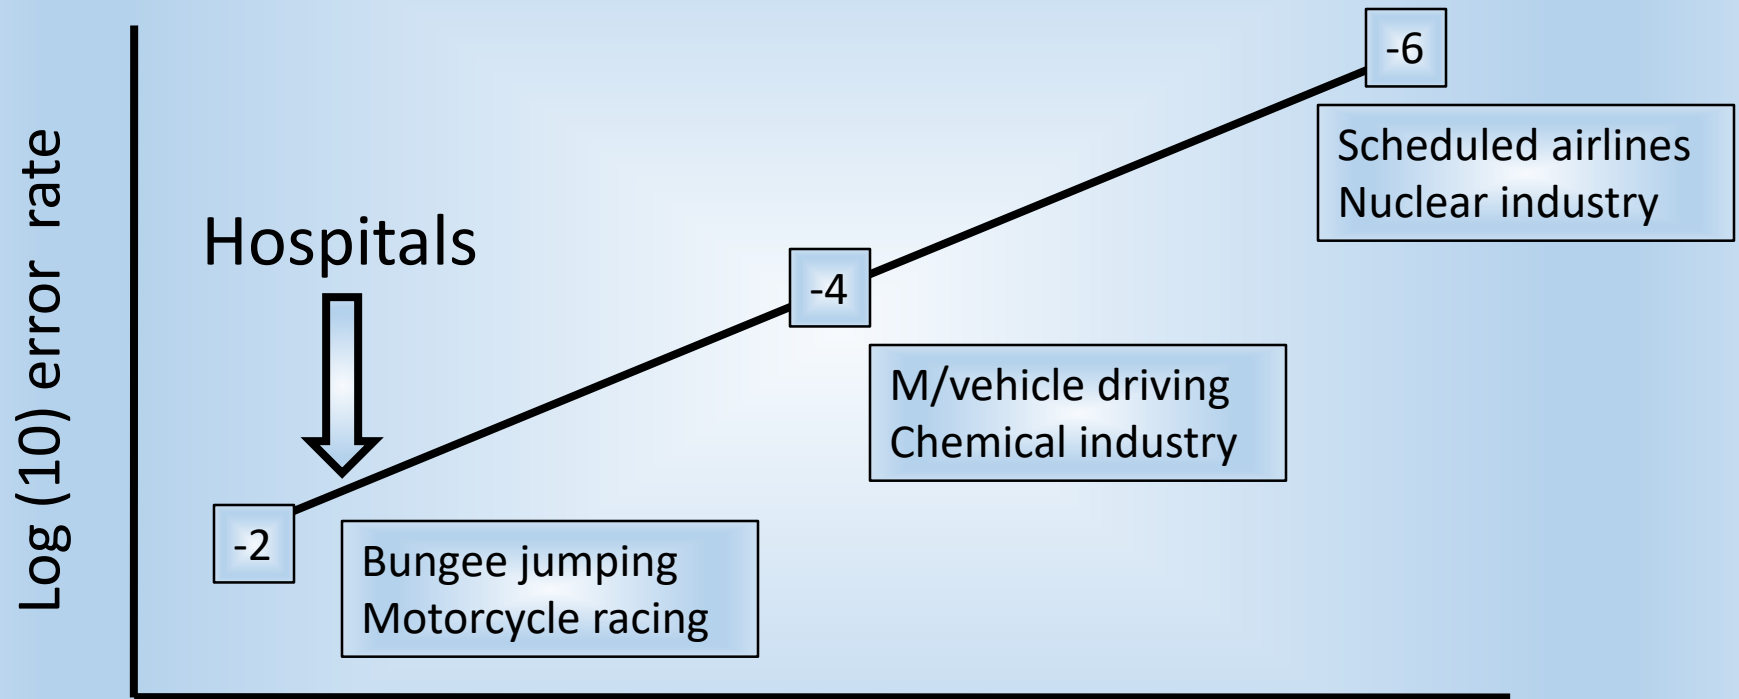 Log (10) error rate
Hospitals
-2
Bungee jumping
Motorcycle racing
-4
M/vehicle driving
Chemical industry
-6
Scheduled airlines
Nuclear industry